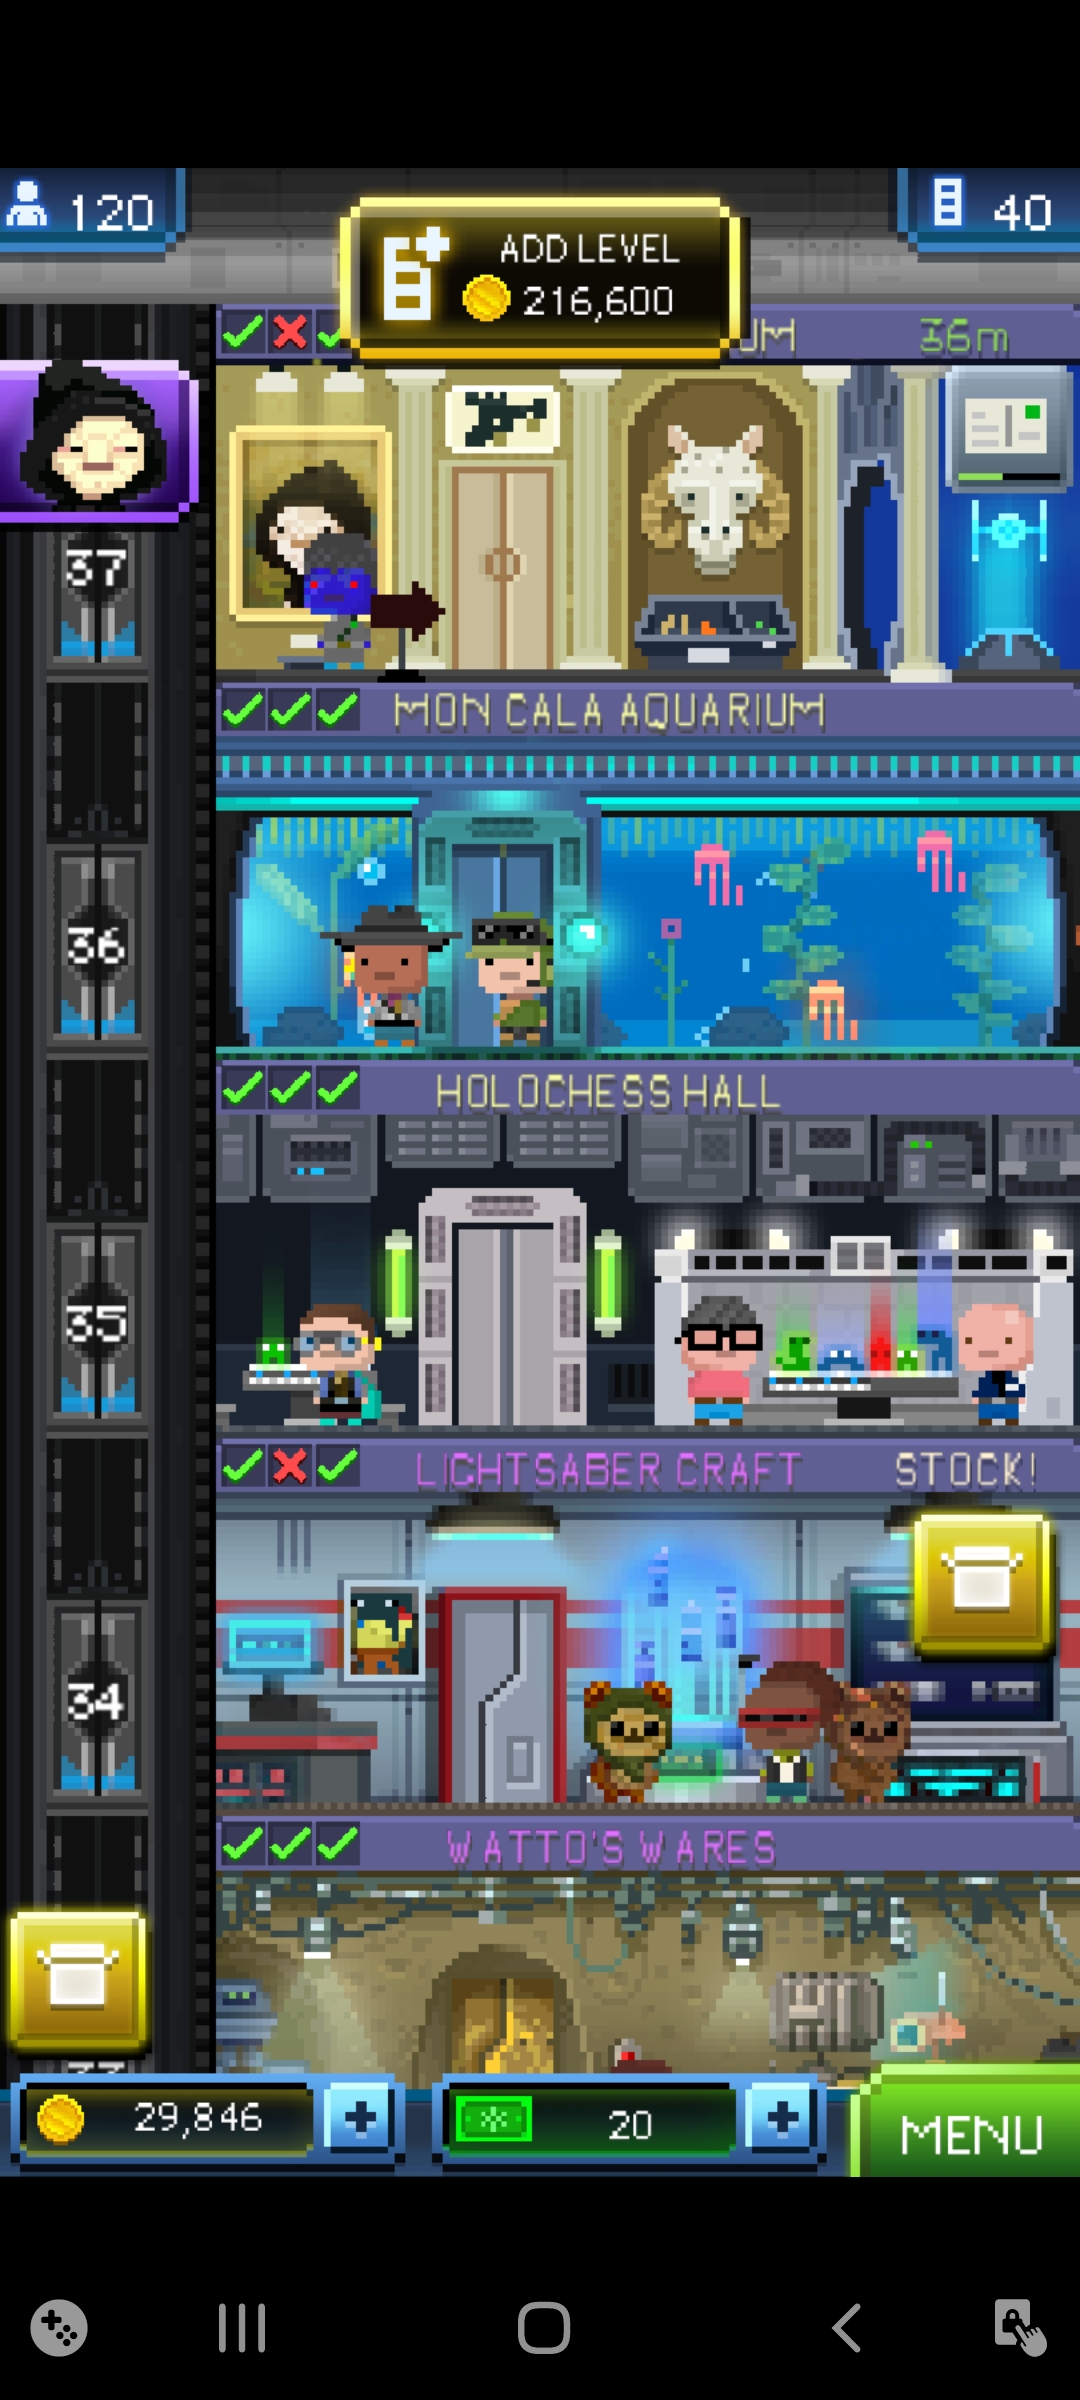 120
ADD LEVEL
216,600
40
UM
36m
37
MON CALA AQUARIUM
36
HOLOCHESS HALL
35
LIGHTSABER CRAFT
STOCK!
34
WATTO'S WARES
29,846
20
MENU